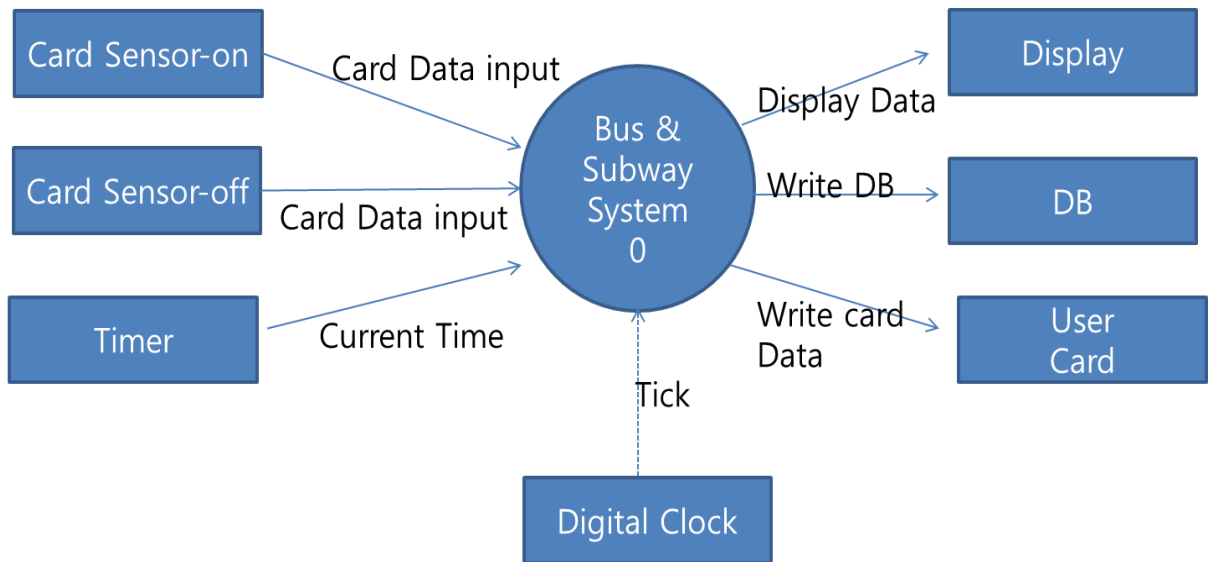 Card Sensor-on
Card Data input
Card Sensor-off
Card Data input
Timer
Current Time
Bus &
Subway
System
0
Tick
Digital Clock
Display Data
Display
Write DB
DB
Write card
Data
User
Card